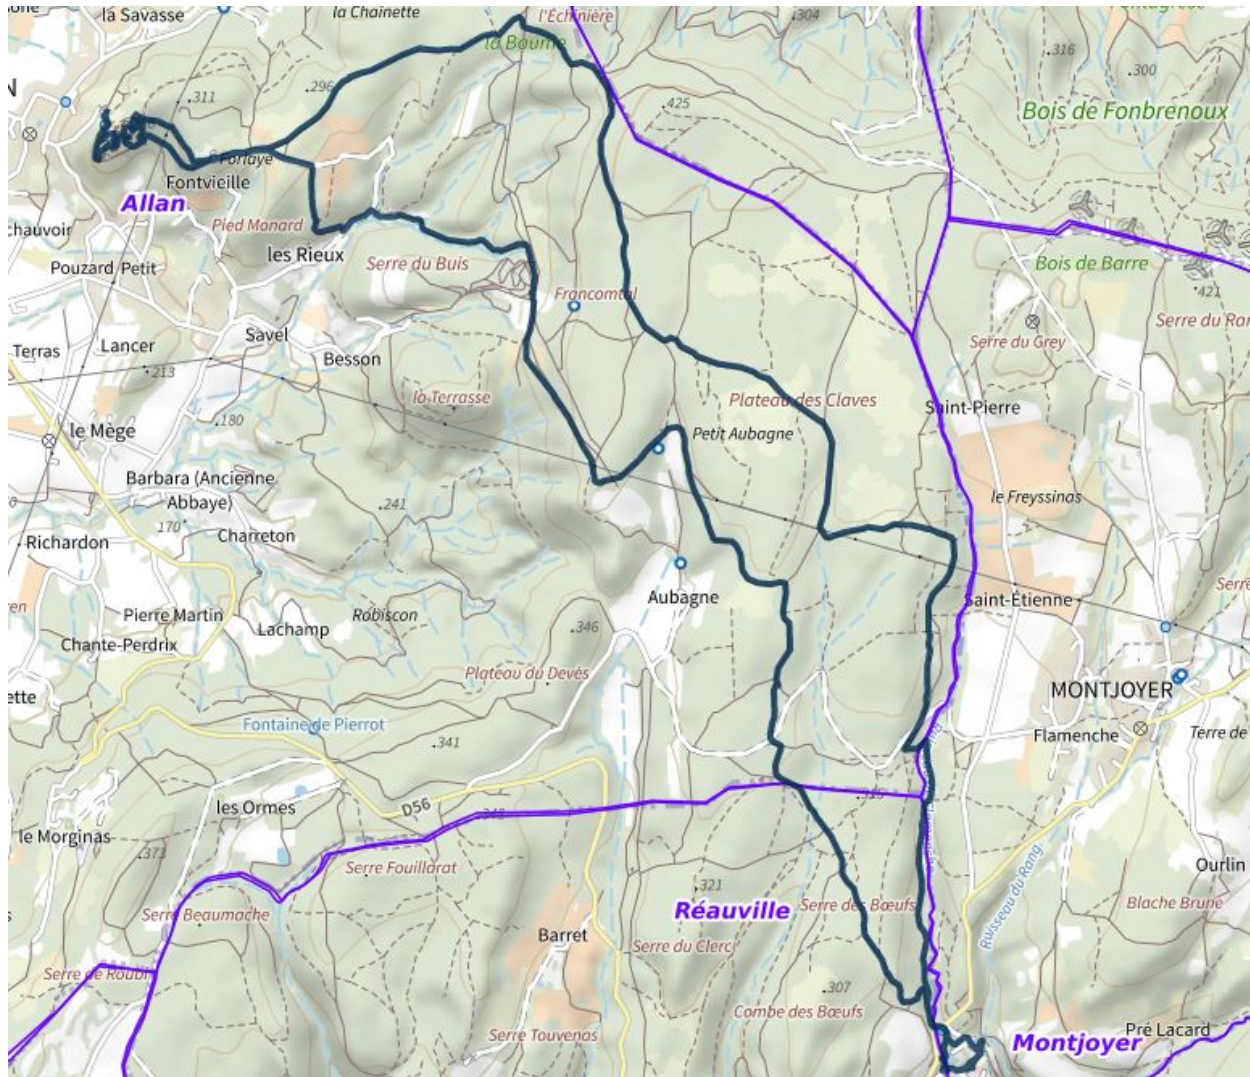 la Savasse
la Chainette
l'Échinière
304
316
300
Bois de Fonbrenoux
N
296
311
425
la Baume
Fontvieille
Allan
chauvoir
Pied Monard
les Rieux
Pouzard Petit
Serre du Buis
Bois de Barre
421
Francomtal
Serre du Grey
Savel
Terras
Lancer
Besson
213
la Terrasse
Plateau des Claves
Saint-Pierre
180
le Mège
Petit Aubagne
Barbara (Ancienne
Abbaye)
241
le Freyssinas
170
Richardon
Charreton
Aubagne
Saint-Étienne
Pierre Martin
Robiscon
Lachamp
346
Chante-Perdrix
Plateau du Devès
MONTJOYER
ette
Fontaine de Pierrot
341
Flamenche
Terre de
les Ormes
D56
le Morginas
373
Serre Fouillarat
321
Ourlin
Réauville
Serre des Bœufs
Ruisseau du Rang
Blache Brune
Serre Beaumache
Barret
Serre du Clerc
307
Combe des Bœufs
Serre Touvenas
Montjoyer
Pré Lacard